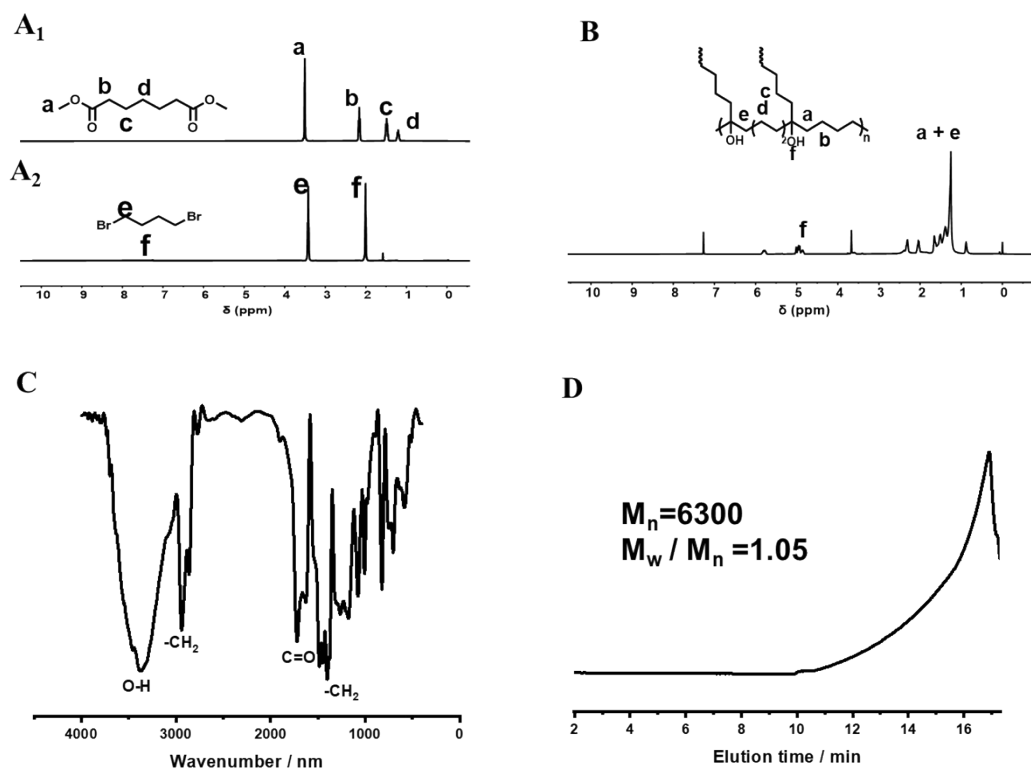 A1
a
b
c
d
a
b
d
c
O
O
O
O
A2
e
f
e
Br
Br
f
10 9 8 7 6 5 4 3 2 1 0
δ (ppm)
B
c
d
e
a
b
OH
2
OH
f
n
a + e
f
10 9 8 7 6 5 4 3 2 1 0
δ (ppm)
C
O-H
-CH2
C=O
-CH2
4000 3000 2000 1000 0
Wavenumber / nm
D
Mn=6300
Mw / Mn =1.05
2 4 6 8 10 12 14 16
Elution time / min